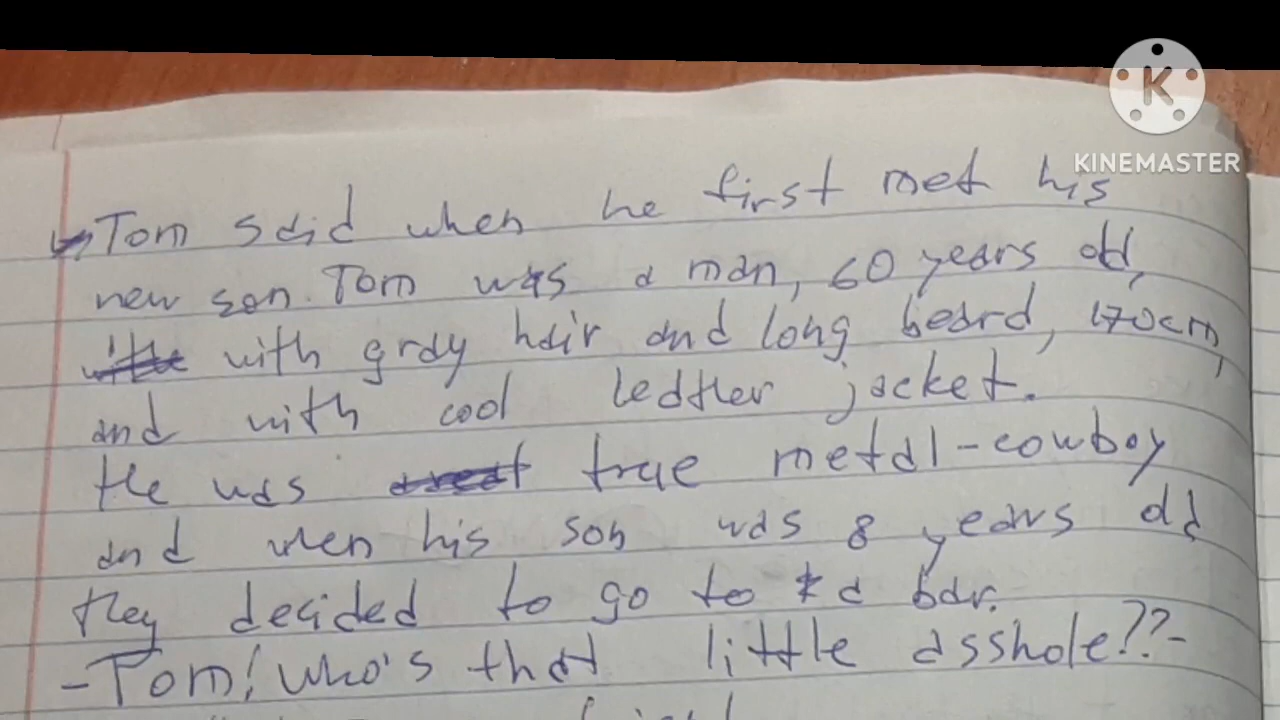 KINEMASTER
Tom said when he first met his
new son. Tom was a man, 60 years old,
with gray hair and long beard, 170cm,
and with cool leather jacket.
He was true metal-cowboy
and when his son was 8 years old
they decided to go to a bar.
-Tom! Who's that little asshole??-